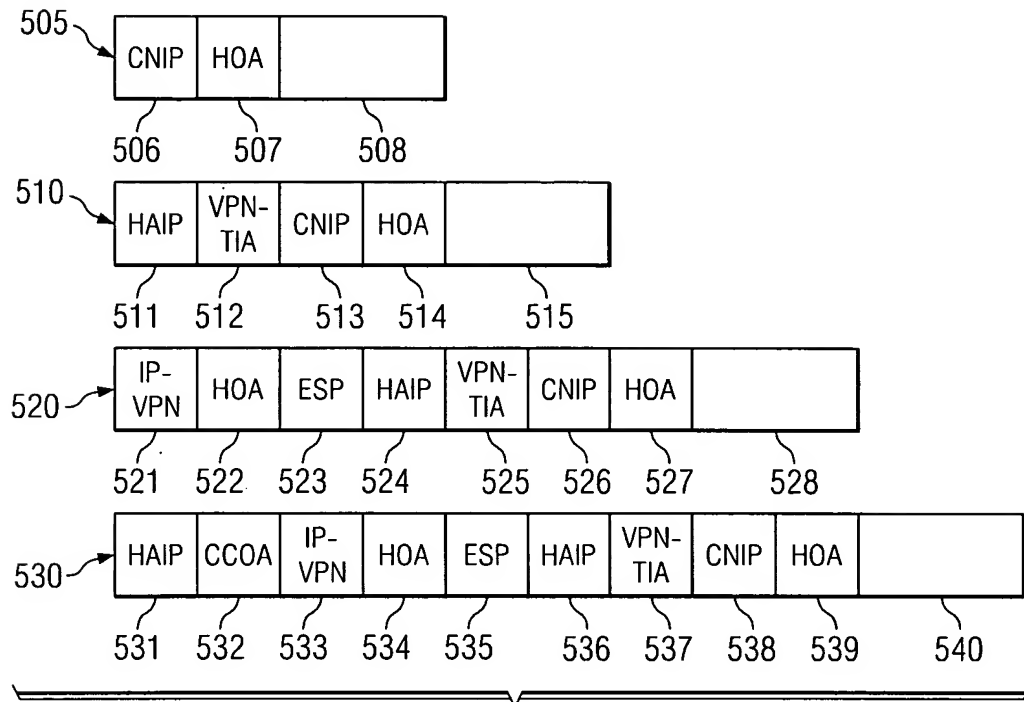 505
CNIP HOA
506 507 508
510
HAIP VPN-
TIA CNIP HOA
511 512 513 514 515
520
IP-
VPN HOA ESP HAIP VPN-
TIA CNIP HOA
521 522 523 524 525 526 527 528
530
HAIP CCOA IP-
VPN HOA ESP HAIP VPN-
TIA CNIP HOA
531 532 533 534 535 536 537 538 539 540